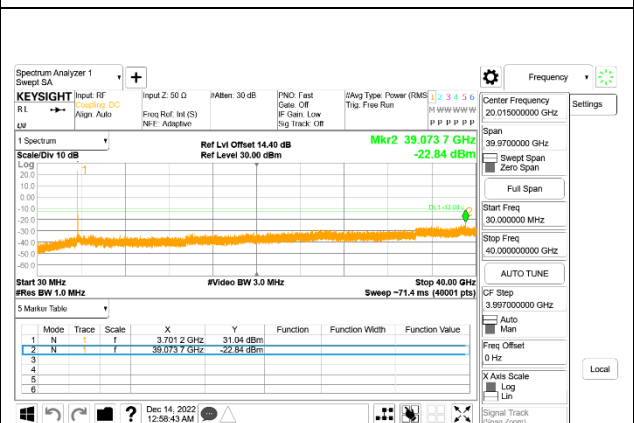 Spectrum Analyzer 1
Swept SA
Frequency
KEYSIGHT
Input: RF
Input Z: 50 Ω
#Atten: 30 dB
PNO: Fast
#Avg Type: Power (RMS
1 2 3 4 5 6
RL
Coupling: DC
Gate: Off
Trig: Free Run
M W W W W W
Align: Auto
Freq Ref: Int (S)
IF Gain: Low
NFE: Adaptive
Sig Track: Off
P P P P P P
Center Frequency
20.015000000 GHz
Settings
Span
39.9700000 GHz
Swept Span
Zero Span
Full Span
Start Freq
30.000000 MHz
Stop Freq
40.000000000 GHz
AUTO TUNE
CF Step
3.997000000 GHz
Auto
Man
Freq Offset
0 Hz
X Axis Scale
Log
Lin
Signal Track
(Span Zoom)
Local
1 Spectrum
Scale/Div 10 dB
Ref Lvl Offset 14.40 dB
Ref Level 30.00 dBm
Mkr2 39.073 7 GHz
-22.84 dBm
Log
20.0
10.0
0.00
-10.0
-20.0
-30.0
-40.0
-50.0
-60.0
1
2
Start 30 MHz
#Video BW 3.0 MHz
Stop 40.00 GHz
#Res BW 1.0 MHz
Sweep ~71.4 ms (40001 pts)
5 Marker Table
Mode Trace Scale X Y Function Function Width Function Value
1 N 1 f 3.701 2 GHz 31.04 dBm
2 N 1 f 39.073 7 GHz -22.84 dBm
3
4
5
6
?
Dec 14, 2022
12:58:43 AM